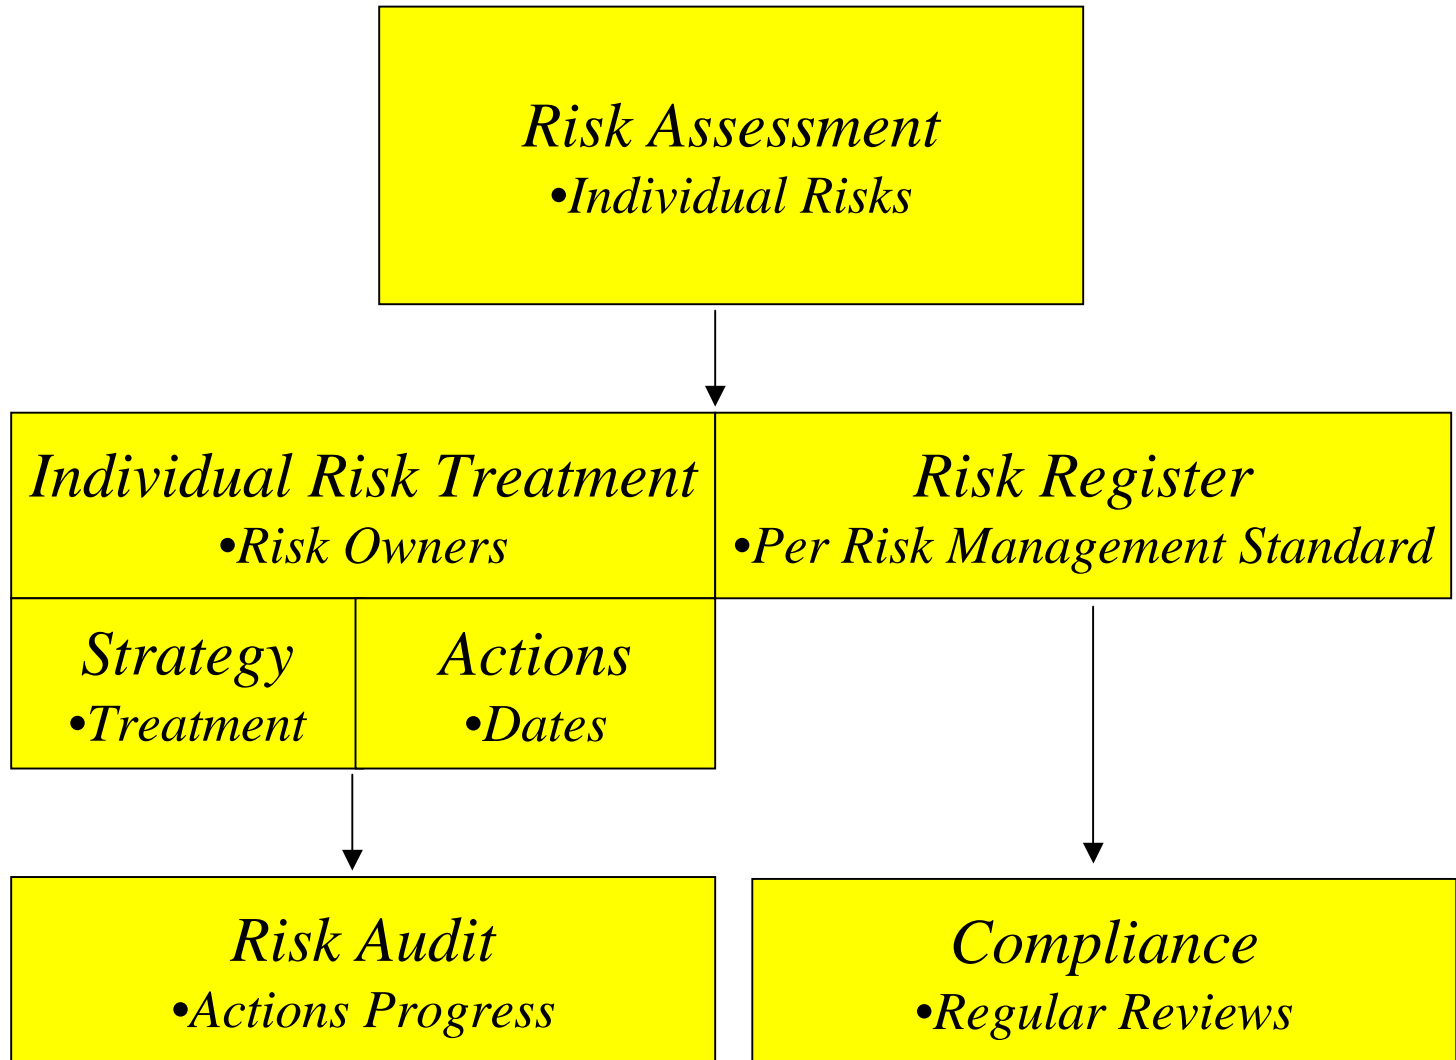 Risk Assessment
•Individual Risks
Individual Risk Treatment
•Risk Owners
Risk Register
•Per Risk Management Standard
Strategy
•Treatment
Actions
•Dates
Risk Audit
•Actions Progress
Compliance
•Regular Reviews